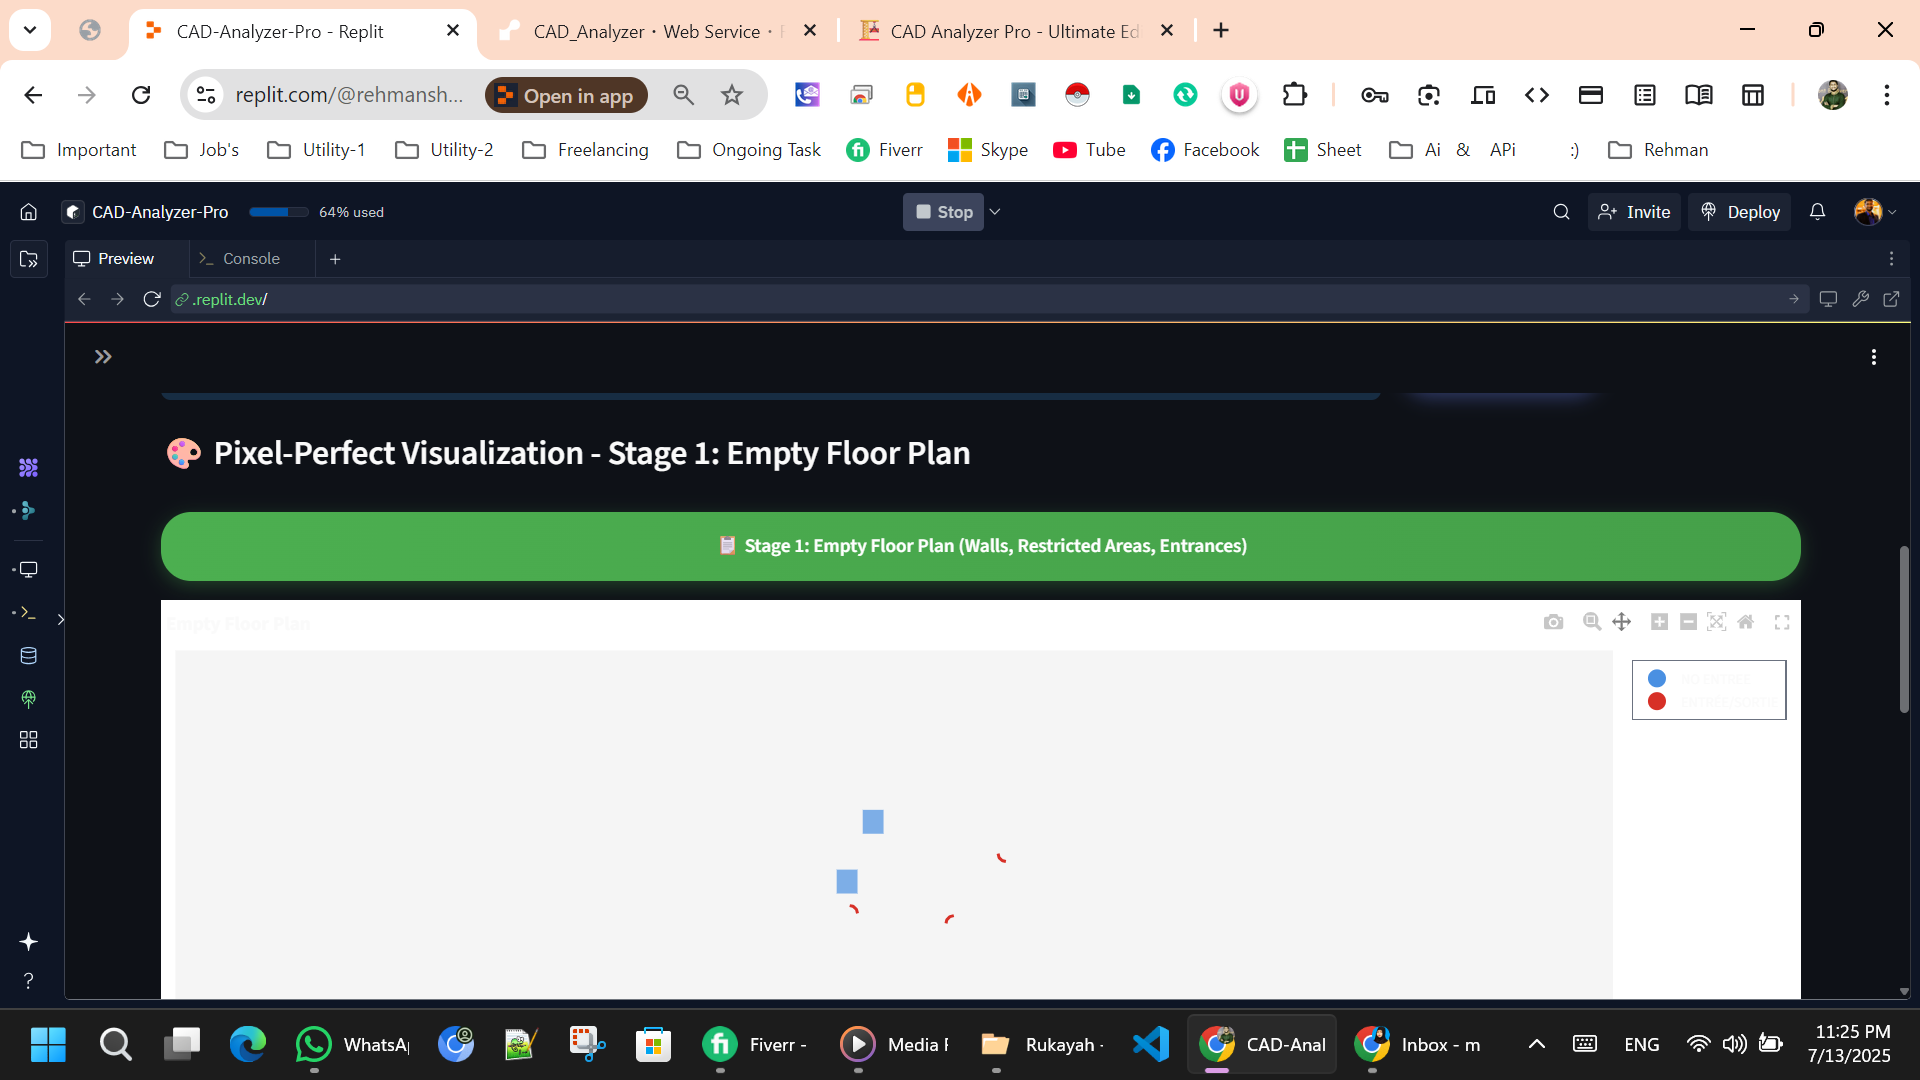 CAD-Analyzer-Pro - Replit
CAD_Analyzer · Web Service ·
CAD Analyzer Pro - Ultimate Ed
replit.com/@rehmansh...
Open in app
Important
Job's
Utility-1
Utility-2
Freelancing
Ongoing Task
Fiverr
Skype
Tube
Facebook
Sheet
Ai & APi
:)
Rehman
CAD-Analyzer-Pro
64% used
Stop
Invite
Deploy
Preview
Console
.replit.dev/
Pixel-Perfect Visualization - Stage 1: Empty Floor Plan
Stage 1: Empty Floor Plan (Walls, Restricted Areas, Entrances)
Empty Floor Plan
WhatsA
Fiverr -
Media
Rukayah -
CAD-Anal
Inbox - m
ENG
11:25 PM
7/13/2025